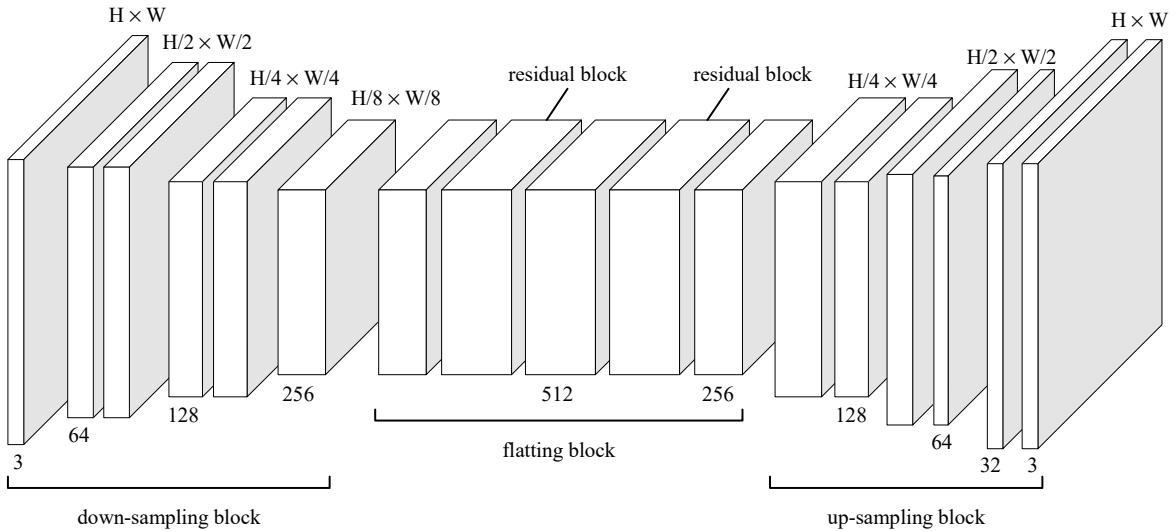 H × W
H/2 × W/2
H/4 × W/4
H/8 × W/8
residual block
residual block
H/4 × W/4
H/2 × W/2
H × W
3
64
128
256
512
256
128
64
32
3
down-sampling block
flatting block
up-sampling block